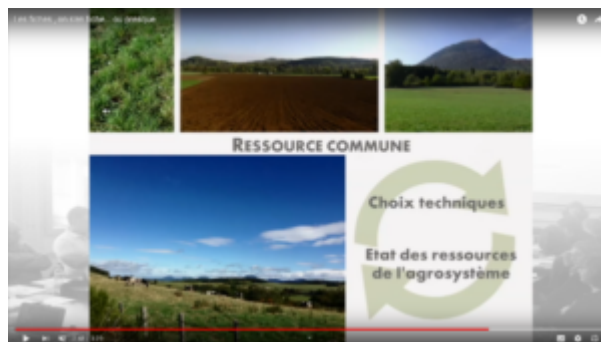 RESSOURCE COMMUNE
Choix techniques
Etat des ressources
de l'agrosystème